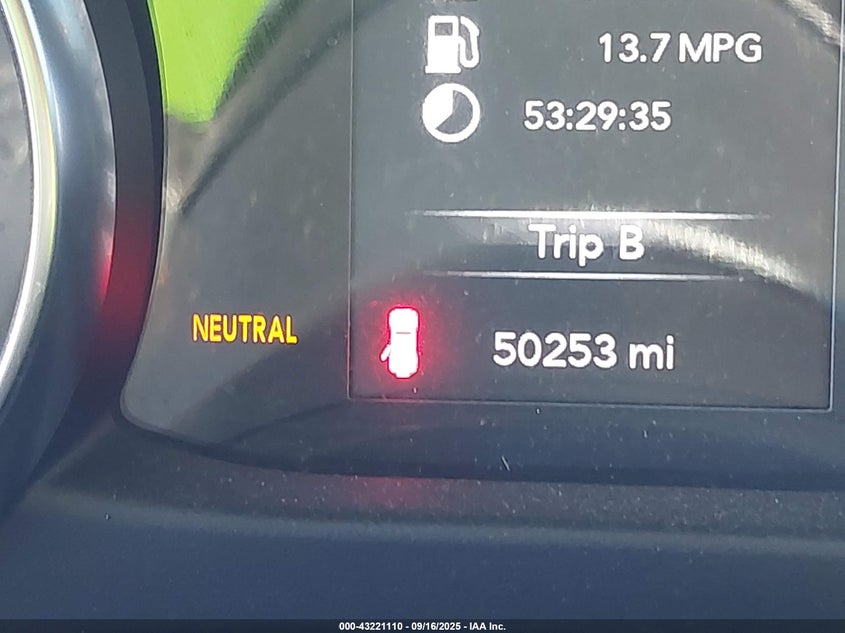 13.7 MPG
53:29:35
Trip B
NEUTRAL
50253 mi
000-43221110 - 09/16/2025 - IAA Inc.